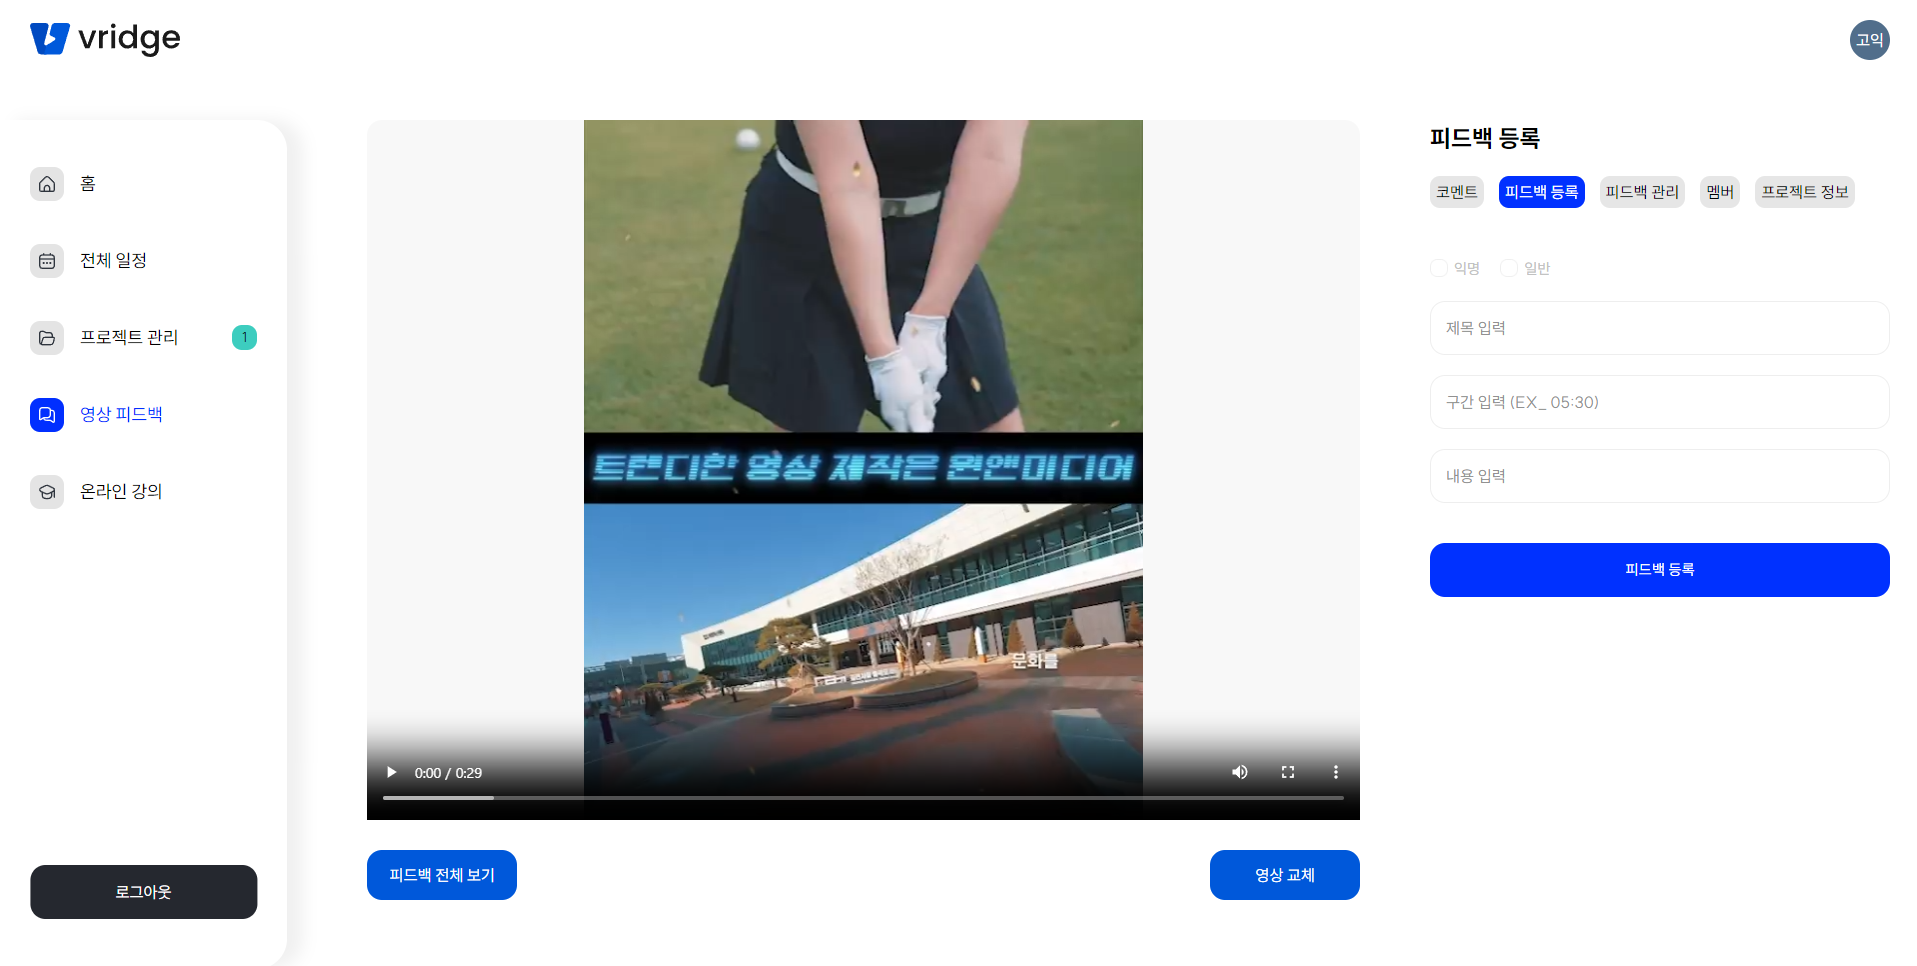 vridge
고익
홈
전체 일정
프로젝트 관리
1
영상 피드백
온라인 강의
로그아웃
트렌디한 영상 제작은 원앤미디어
문화를
0:00 / 0:29
피드백 전체 보기
영상 교체
피드백 등록
코멘트
피드백 등록
피드백 관리
멤버
프로젝트 정보
익명
일반
제목 입력
구간 입력 (EX_ 05:30)
내용 입력
피드백 등록